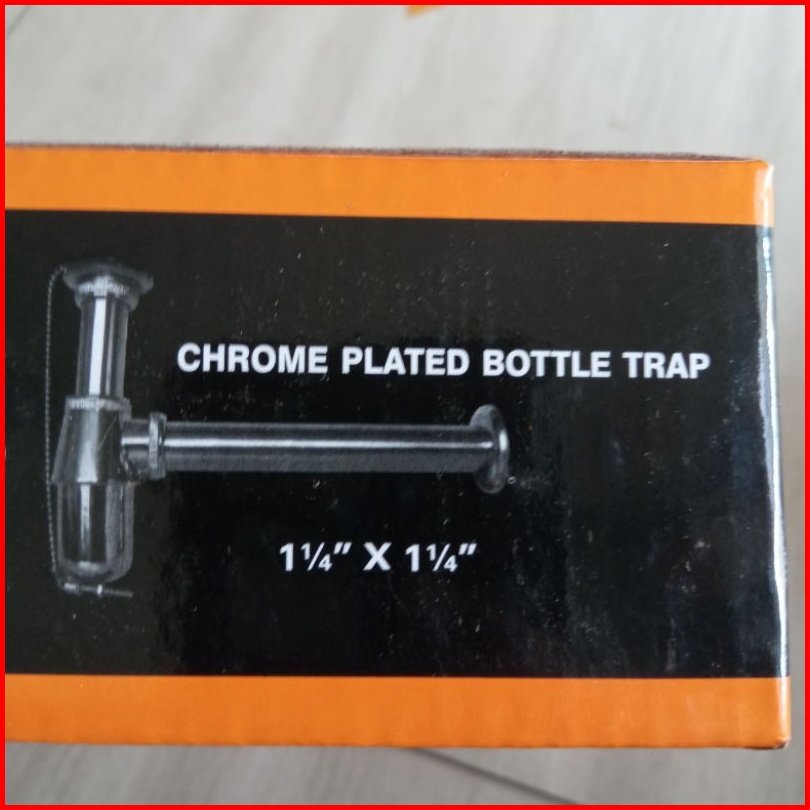 CHROME PLATED BOTTLE TRAP
1¼" X 1¼"